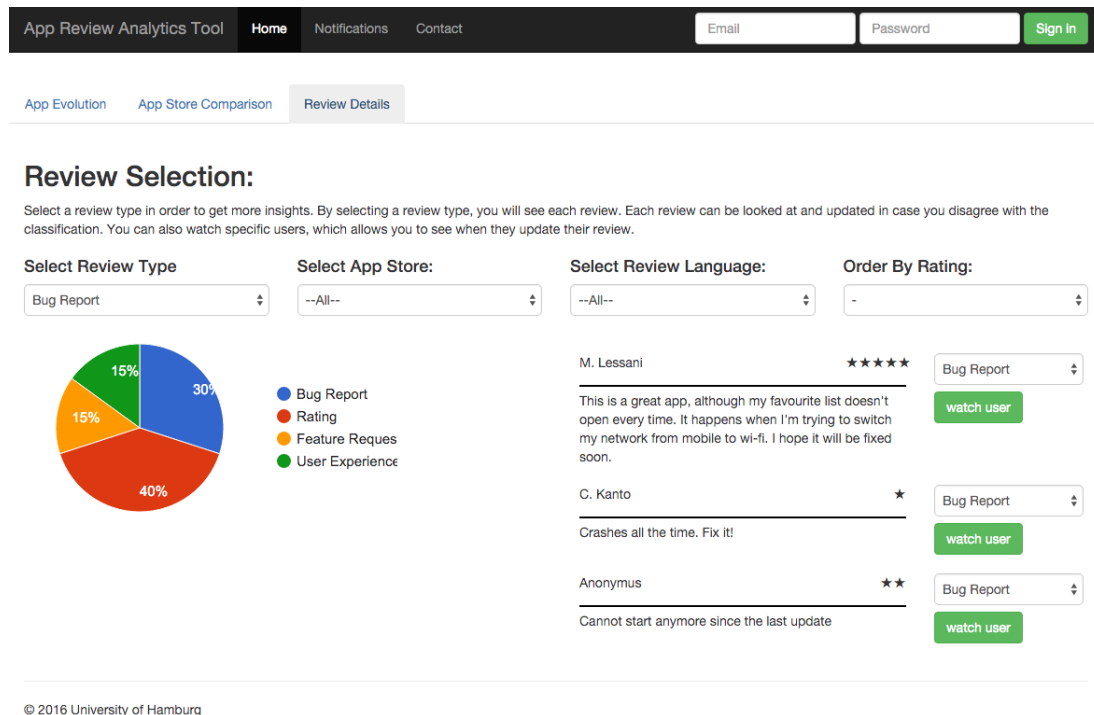 App Review Analytics Tool Home Notifications Contact Email Password Sign in
App Evolution App Store Comparison Review Details
Review Selection:
Select a review type in order to get more insights. By selecting a review type, you will see each review. Each review can be looked at and updated in case you disagree with the
classification. You can also watch specific users, which allows you to see when they update their review.
Select Review Type Select App Store: Select Review Language: Order By Rating:
Bug Report --All-- --All-- -
15%
30%
15%
40%
Bug Report
Rating
Feature Reques
User Experience
M. Lessani ★★★★★ Bug Report
watch user
This is a great app, although my favourite list doesn't
open every time. It happens when I'm trying to switch
my network from mobile to wi-fi. I hope it will be fixed
soon.
C. Kanto ★ Bug Report
watch user
Crashes all the time. Fix it!
Anonymus ★★ Bug Report
watch user
Cannot start anymore since the last update
© 2016 University of Hamburg